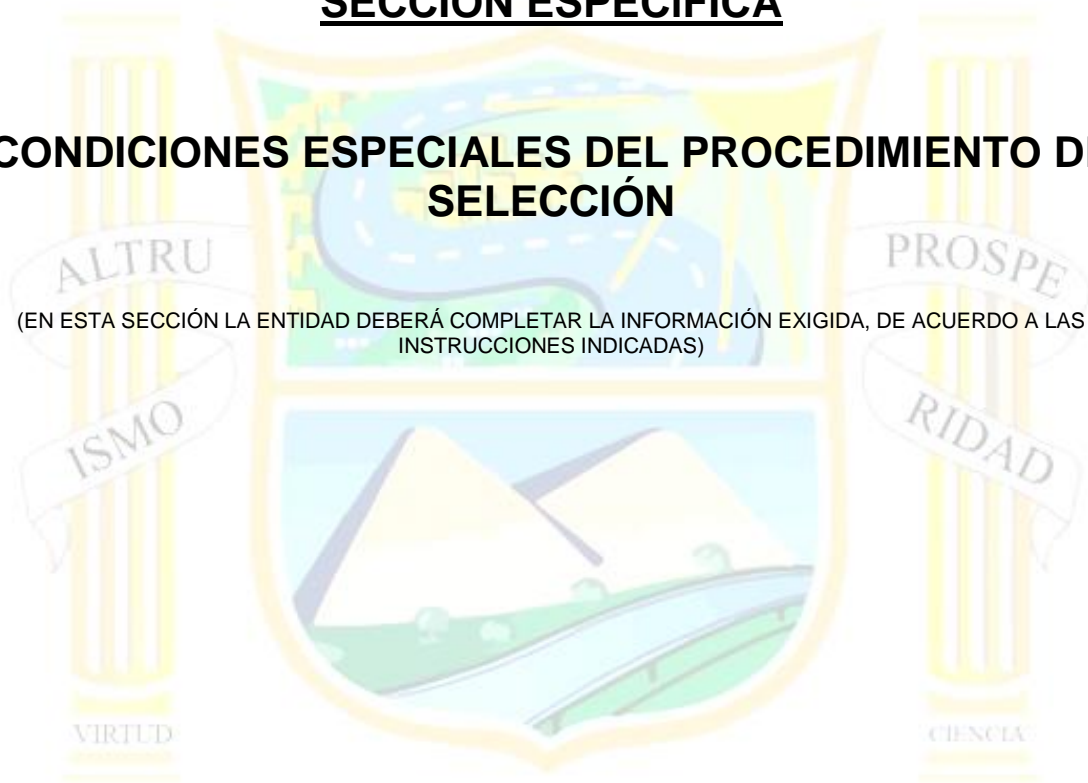 SECCIÓN ESPECÍFICA
CONDICIONES ESPECIALES DEL PROCEDIMIENTO DE
SELECCIÓN
(EN ESTA SECCIÓN LA ENTIDAD DEBERÁ COMPLETAR LA INFORMACIÓN EXIGIDA, DE ACUERDO A LAS
INSTRUCCIONES INDICADAS)
ALTRU
ISMO
PROSPE
RIDAD
VIRTUD
CIENCIA